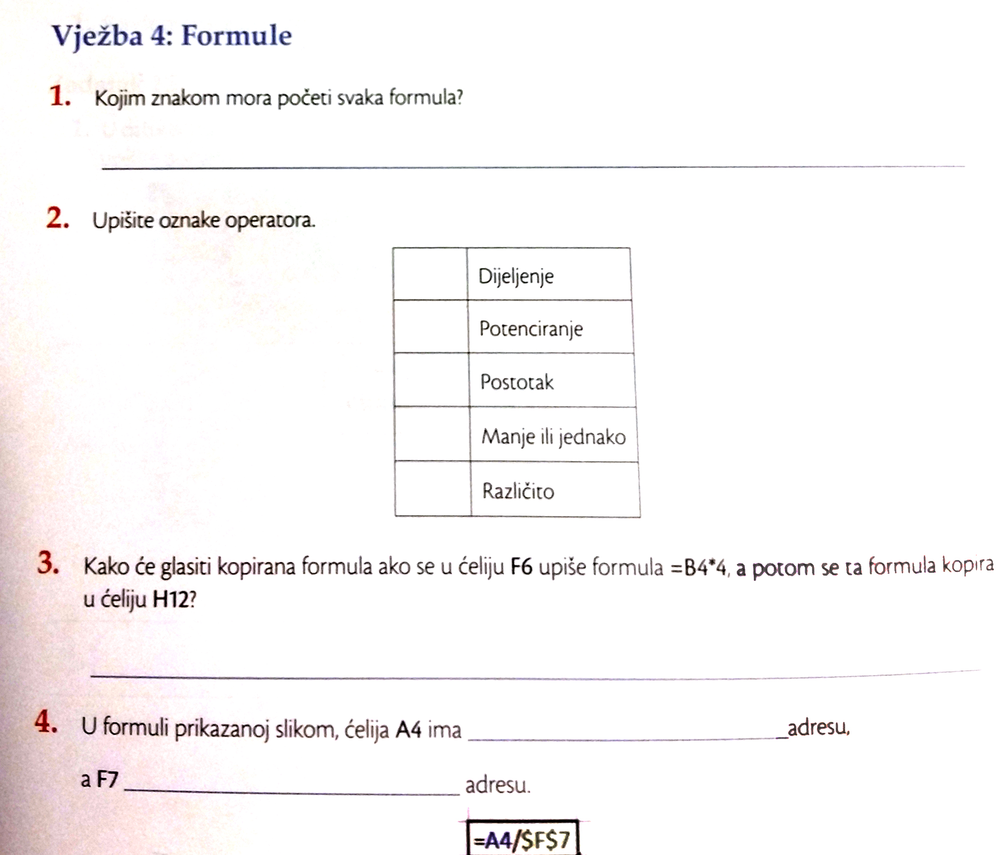 Vježba 4: Formule
1. Kojim znakom mora početi svaka formula?
2. Upišite oznake operatora.
Dijeljenje
Potenciranje
Postotak
Manje ili jednako
Različito
3. Kako će glasiti kopirana formula ako se u ćeliju F6 upiše formula =B4*4, a potom se ta formula kopira
u ćeliju H12?
4. U formuli prikazanoj slikom, ćelija A4 ima ____________________adresu,
a F7 ____________________ adresu.
=A4/$F$7